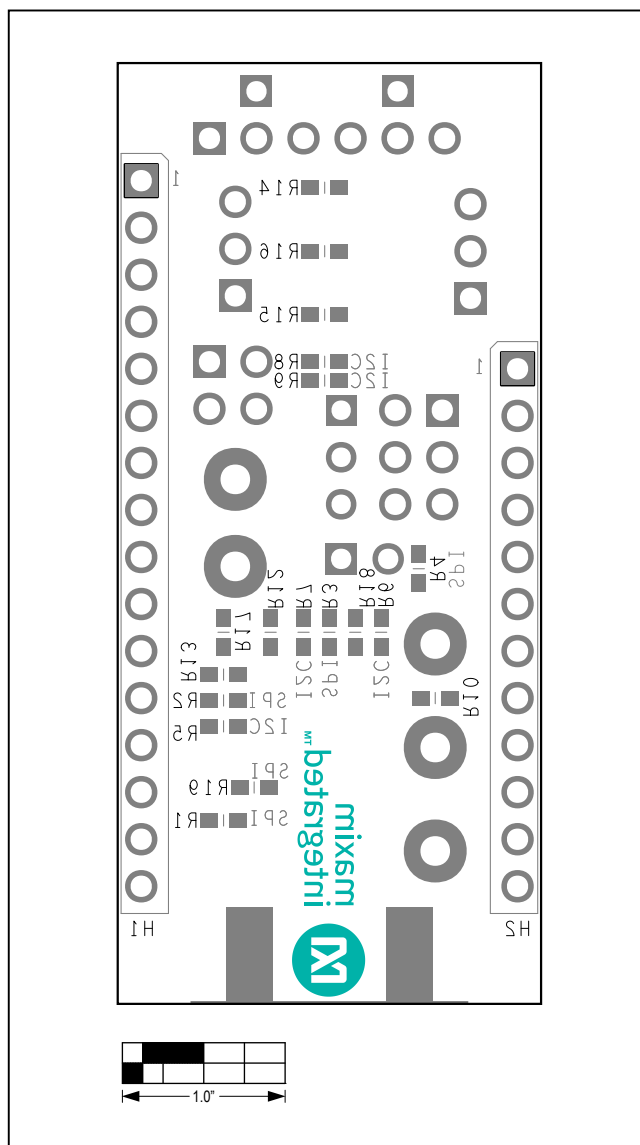 1
R14
R16
R15
R8 I2C
R9 I2C
1
R4
SPI
R12
R7
R3
R18
R6
R17
I2C
SPI
I2C
R13
R2 SPI
R5 I2C
R10
SPI
R19
R1 SPI
maxim
integrated™
H1
H2
1.0"